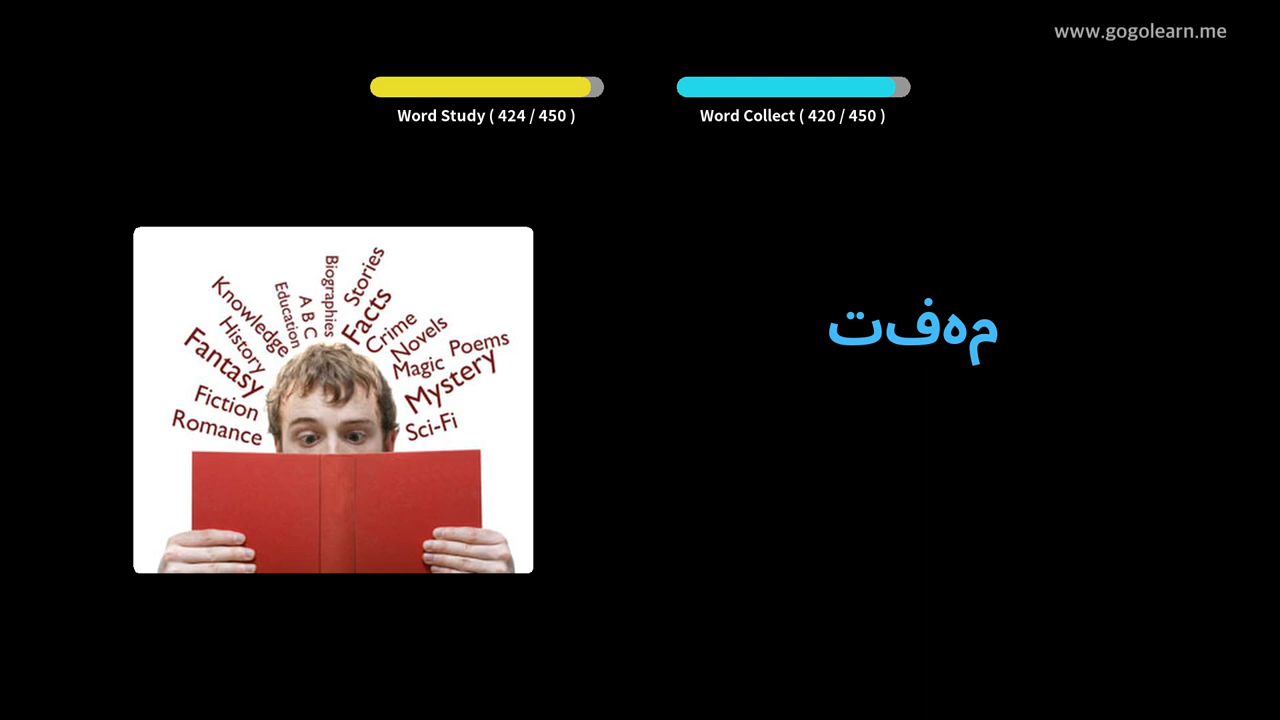 www.gogolearn.me
Word Study ( 424 / 450 )
Word Collect ( 420 / 450 )
مهفت
Romance
Fiction
Fantasy
History
Knowledge
Education
A B C
Biographies
Stories
Facts
Crime
Novels
Magic
Poems
Mystery
Sci-Fi